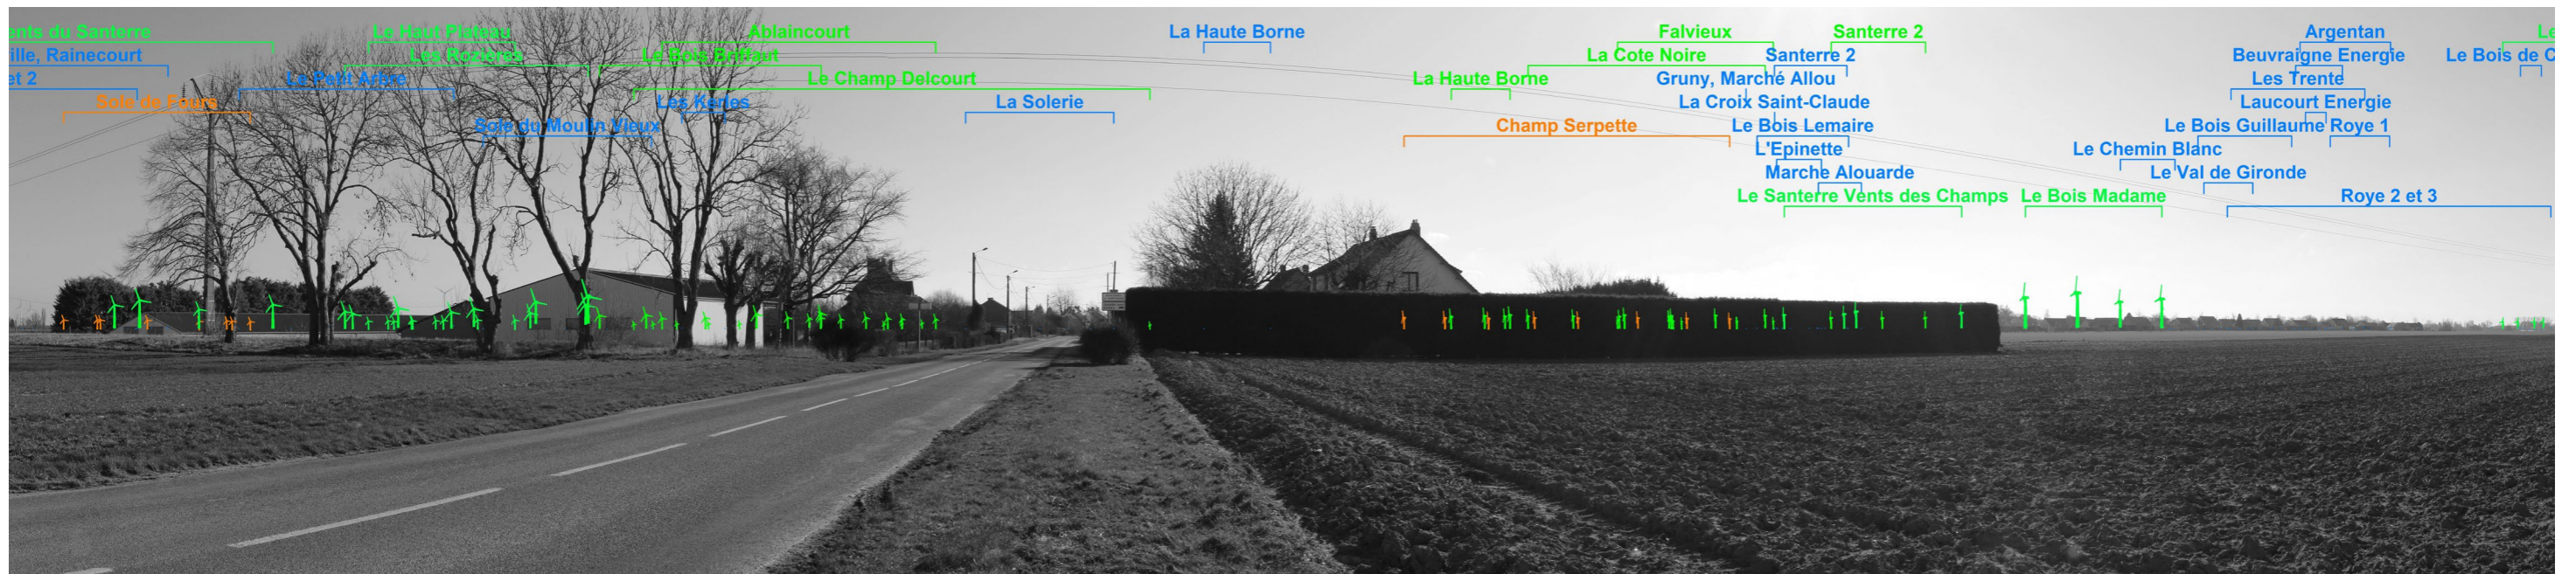 ents du Santerre
Le Haut Plateau
Ablaincourt
La Haute Borne
Falvieux
Santerre 2
Argentan
Le
ille, Rainecourt
Les Rozières
Le Bois Briffaut
La Cote Noire
Santerre 2
Beuvraigne Energie
Le Bois de C
et 2
Le Petit Arbre
Le Champ Delcourt
La Haute Borne
Gruny, Marché Allou
Les Trente
Sole de Fours
Les Kerles
La Solerie
La Croix Saint-Claude
Laucourt Energie
Sole du Moulin Vieux
Champ Serpette
Le Bois Lemaire
Le Bois Guillaume
Roye 1
L'Epinette
Le Chemin Blanc
Marche Alouarde
Le Val de Gironde
Le Santerre Vents des Champs
Le Bois Madame
Roye 2 et 3